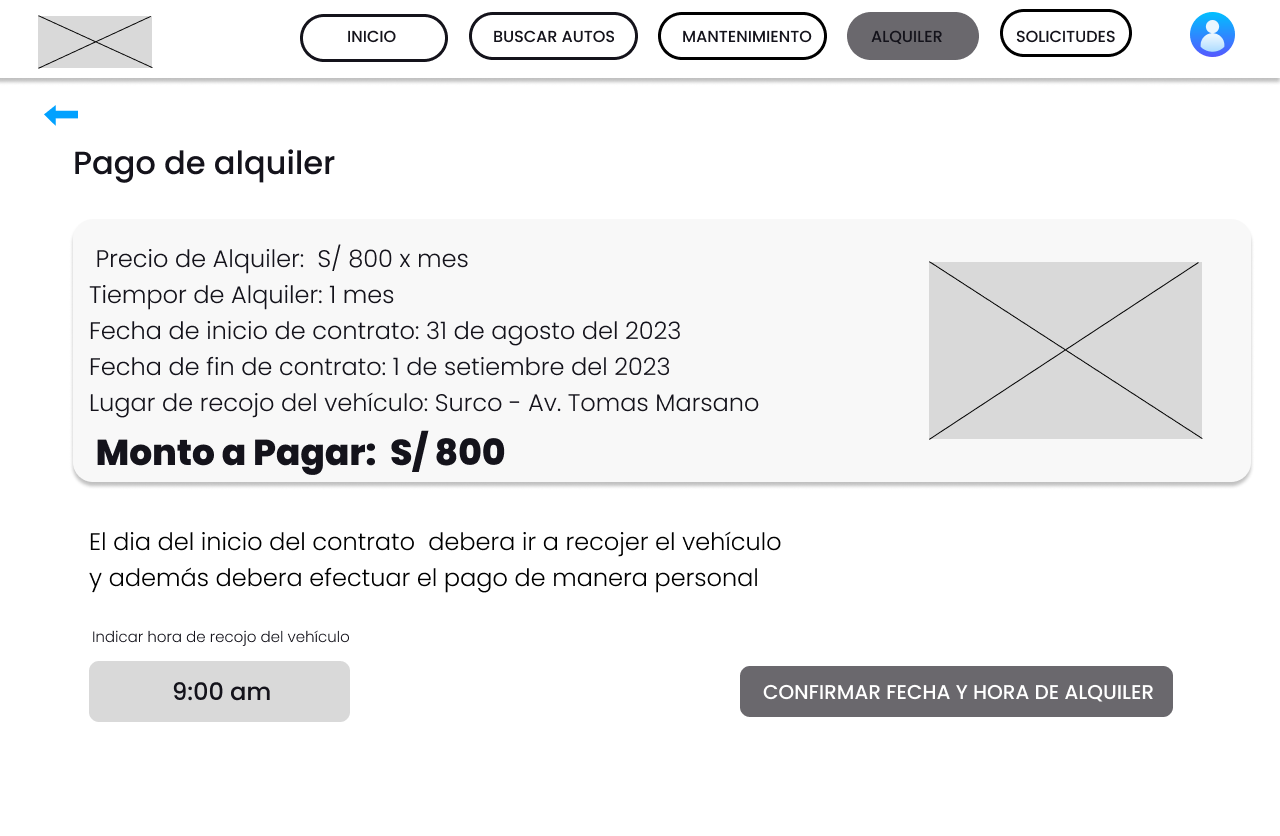 INICIO
BUSCAR AUTOS
MANTENIMIENTO
ALQUILER
SOLICITUDES
Pago de alquiler
Precio de Alquiler: S/ 800 x mes
Tiempor de Alquiler: 1 mes
Fecha de inicio de contrato: 31 de agosto del 2023
Fecha de fin de contrato: 1 de setiembre del 2023
Lugar de recojo del vehículo: Surco - Av. Tomas Marsano
Monto a Pagar: S/ 800
El dia del inicio del contrato debera ir a recojer el vehículo
y además debera efectuar el pago de manera personal
Indicar hora de recojo del vehículo
9:00 am
CONFIRMAR FECHA Y HORA DE ALQUILER